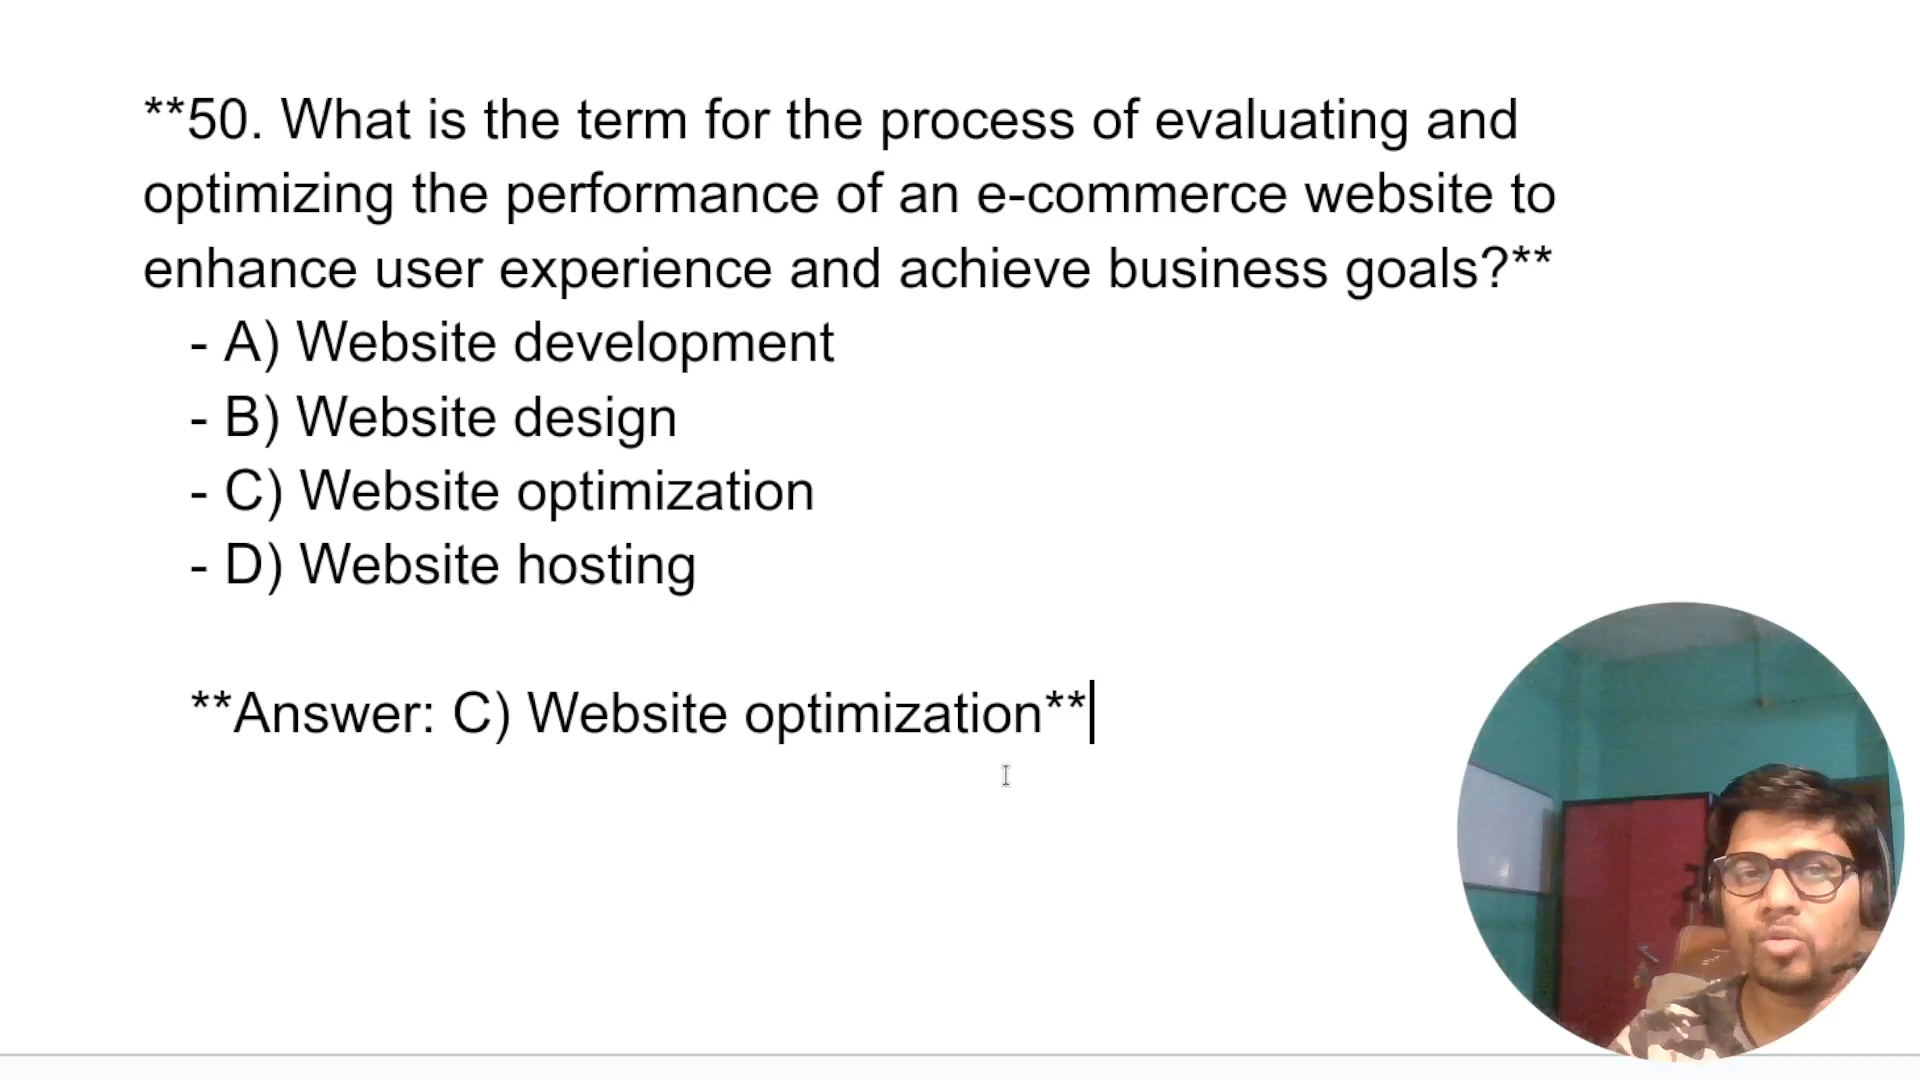 **50. What is the term for the process of evaluating and
optimizing the performance of an e-commerce website to
enhance user experience and achieve business goals?**
- A) Website development
- B) Website design
- C) Website optimization
- D) Website hosting
**Answer: C) Website optimization**